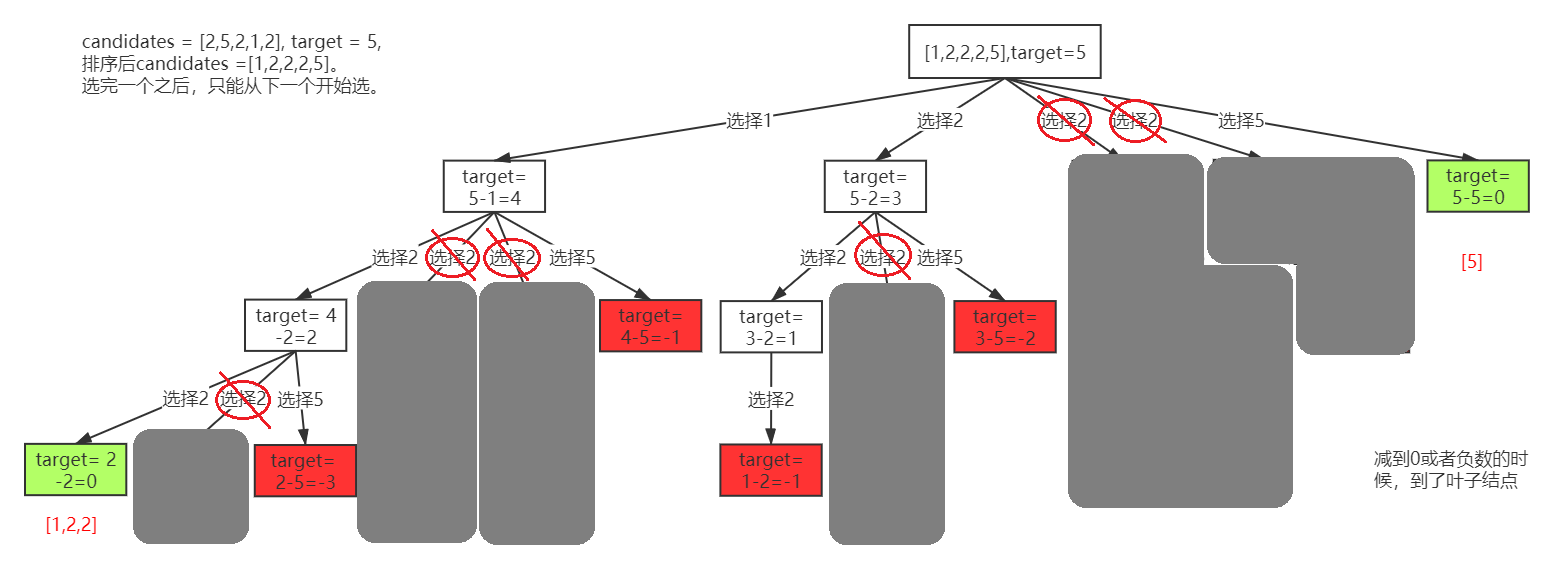 candidates = [2,5,2,1,2], target = 5,
排序后candidates =[1,2,2,2,5]。
选完一个之后，只能从下一个开始选。
[1,2,2,2,5],target=5
选择1
选择2
选择2
选择2
选择5
target=
5-1=4
target=
5-2=3
target=
5-5=0
[5]
选择2
选择2
选择2
选择5
选择2
选择2
选择5
target= 4
-2=2
target=
4-5=-1
target=
3-2=1
target=
3-5=-2
选择2
选择2
选择5
选择2
target= 2
-2=0
target=
2-5=-3
target=
1-2=-1
[1,2,2]
减到0或者负数的时
候，到了叶子结点